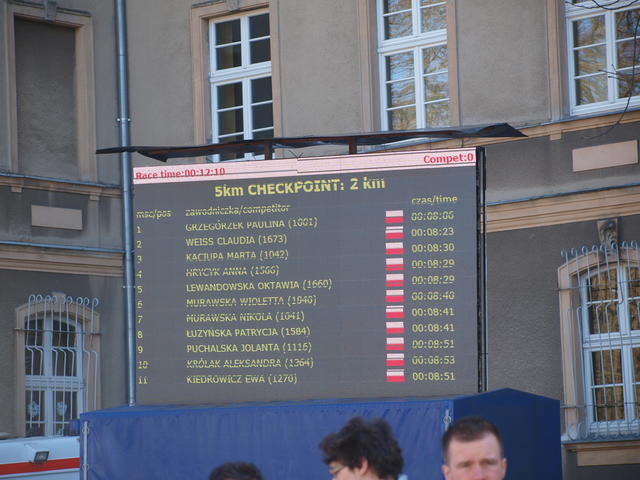 Race time:00:12:10 Compet:0
5km CHECKPOINT: 2 km
msc/pos zawodniczka/competitor czas/time
1 GRZEGORZEK PAULINA (1001) 00:08:06
2 WEISS CLAUDIA (1673) 00:08:23
3 KACIUPA MARTA (1042) 00:08:30
4 HRYCYK ANNA 00:08:29
5 LEWANDOWSKA OKTAWIA (1660) 00:08:29
6 MURAWSKA WIOLETTA (1040) 00:08:40
7 MURAWSKA NIKOLA (1041) 00:08:41
8 ŁUZYŃSKA PATRYCJA (1584) 00:08:41
9 PUCHALSKA JOLANTA (1116) 00:08:51
10 KRÓLAK ALEKSANDRA (1364) 00:08:53
11 KIEDROWICZ EWA (1270) 00:08:51